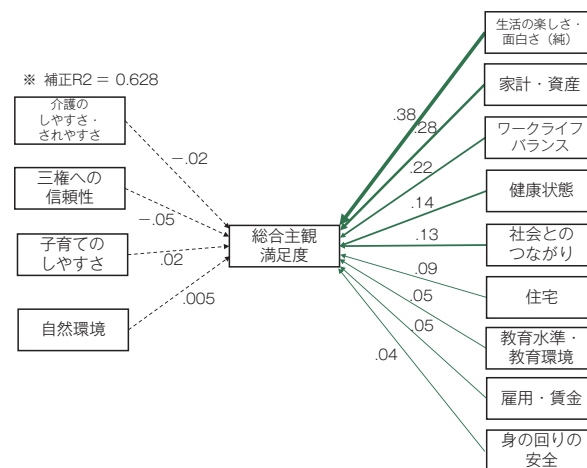 ※ 補正R2 = 0.628
介護の
しやすさ・
されやすさ
三権への
信頼性
子育ての
しやすさ
自然環境
-.02
-.05
.02
.005
総合主観
満足度
.38
.28
.22
.14
.13
.09
.05
.05
.04
生活の楽しさ・
面白さ（純）
家計・資産
ワークライフ
バランス
健康状態
社会との
つながり
住宅
教育水準・
教育環境
雇用・賃金
身の回りの
安全